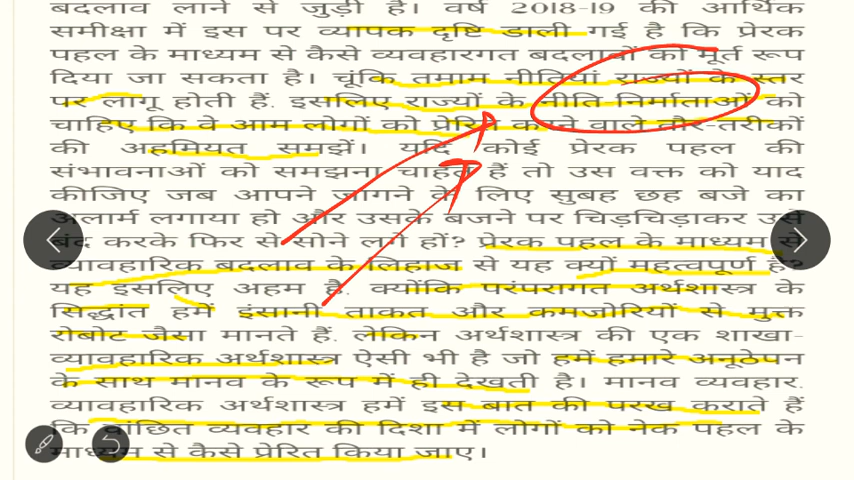 बदलाव लाने से जुड़ी है। वर्ष 2018-19 की आर्थिक
समीक्षा में इस पर व्यापक दृष्टि डाली गई है कि प्रेरक
पहल के माध्यम से कैसे व्यवहारगत बदलावों को मूर्त रूप
दिया जा सकता है। चूंकि तमाम नीतियां राज्यों के स्तर
पर लागू होती हैं. इसलिए राज्यों के नीति-निर्माताओं को
चाहिए कि वे आम लोगों को प्रेरित करने वाले तौर-तरीकों
की अहमियत समझें। यदि कोई प्रेरक पहल की
संभावनाओं को समझना चाहते हैं तो उस वक्त को याद
कीजिए जब आपने जागने के लिए सुबह छह बजे का
अलार्म लगाया हो और उसके बजने पर चिड़चिड़ाकर उसे
बंद करके फिर से सोने लगे हों? प्रेरक पहल के माध्यम से
व्यावहारिक बदलाव के लिहाज से यह क्यों महत्वपूर्ण है?
यह इसलिए अहम है. क्योंकि परंपरागत अर्थशास्त्र के
सिद्धांत हमें इंसानी ताकत और कमजोरियों से मुक्त
रोबोट जैसा मानते हैं. लेकिन अर्थशास्त्र की एक शाखा-
व्यावहारिक अर्थशास्त्र ऐसी भी है जो हमें हमारे अनूठेपन
के साथ मानव के रूप में ही देखती है। मानव व्यवहार.
व्यावहारिक अर्थशास्त्र हमें इस बात की परख कराते हैं
कि वांछित व्यवहार की दिशा में लोगों को नेक पहल के
माध्यम से कैसे प्रेरित किया जाए।